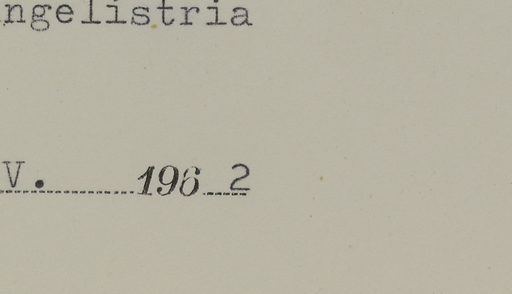 ngelistria
V. 196 2